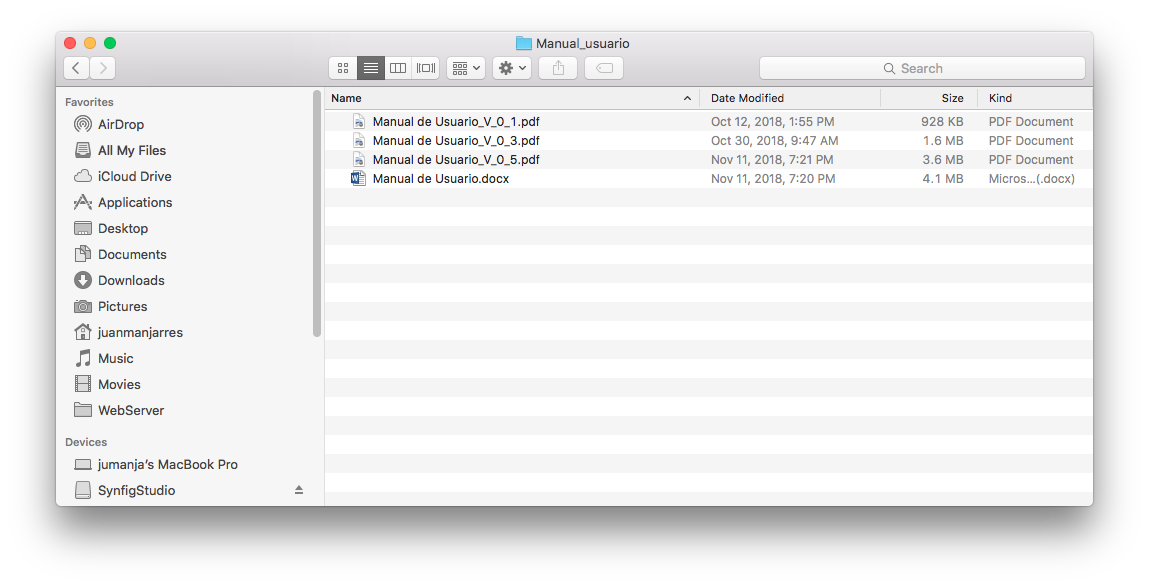 Manual_usuario
Search
Favorites
AirDrop
All My Files
iCloud Drive
Applications
Desktop
Documents
Downloads
Pictures
juanmanjarres
Music
Movies
WebServer
Devices
jumanja's MacBook Pro
SynfigStudio
Name Date Modified Size Kind
Manual de Usuario_V_0_1.pdf Oct 12, 2018, 1:55 PM 928 KB PDF Document
Manual de Usuario_V_0_3.pdf Oct 30, 2018, 9:47 AM 1.6 MB PDF Document
Manual de Usuario_V_0_5.pdf Nov 11, 2018, 7:21 PM 3.6 MB PDF Document
Manual de Usuario.docx Nov 11, 2018, 7:20 PM 4.1 MB Micros...(.docx)